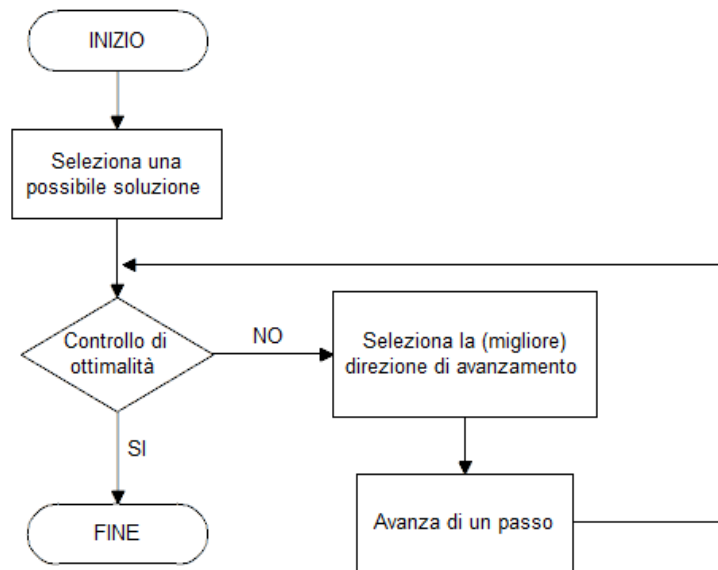 INIZIO
Seleziona una
possibile soluzione
Controllo di
ottimalità
NO
Seleziona la (migliore)
direzione di avanzamento
SI
Avanza di un passo
FINE